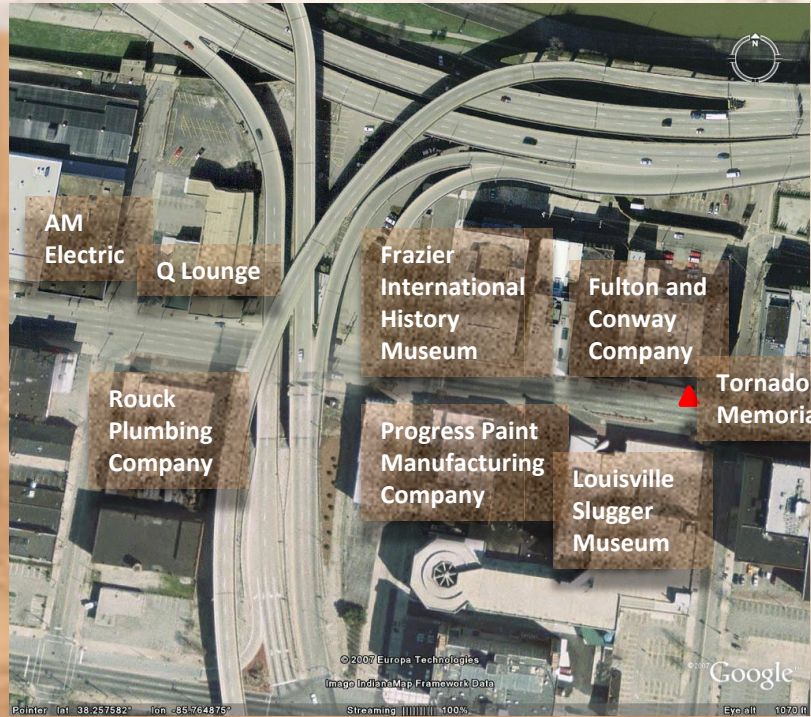 N
AM
Electric
Q Lounge
Frazier
International
History
Museum
Fulton and
Conway
Company
Tornado
Memoria
Rouck
Plumbing
Company
Progress Paint
Manufacturing
Company
Louisville
Slugger
Museum
© 2007 Europa Technologies
Image IndianaMap Framework Data
©2007 Google™
Pointer lat 38.257582° lon -85.764875° Streaming |||||||||| 100% Eye alt 1070 ft